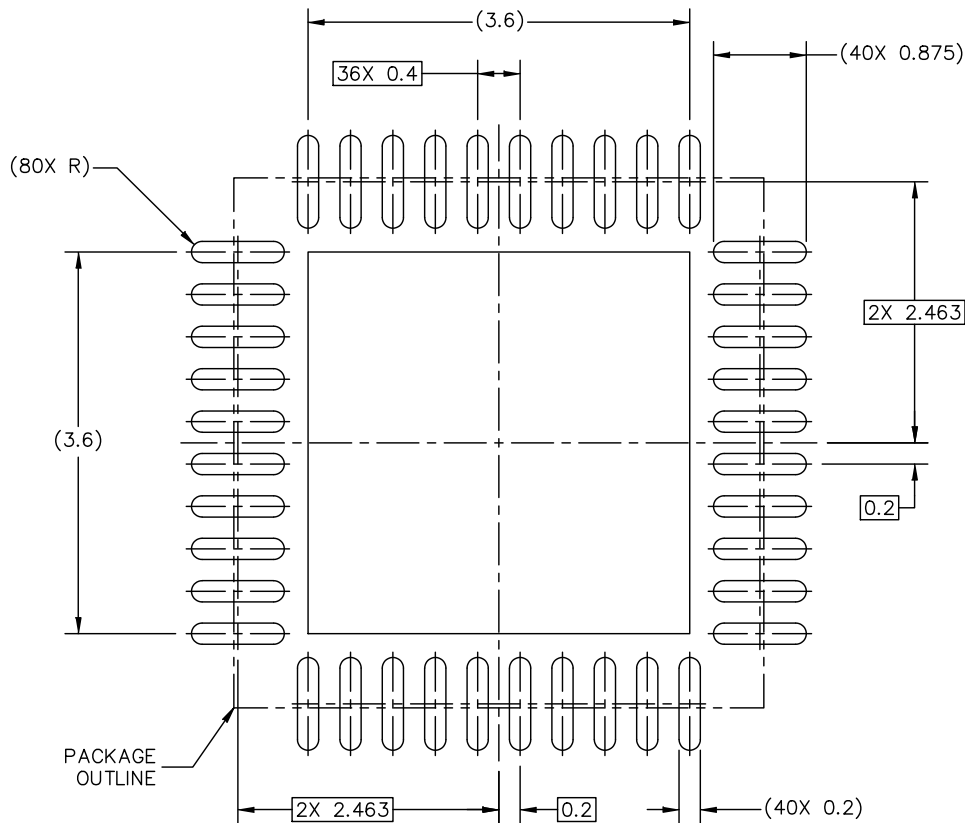 (3.6)
36X 0.4
(40X 0.875)
(80X R)
2X 2.463
(3.6)
0.2
PACKAGE
OUTLINE
2X 2.463
0.2
(40X 0.2)